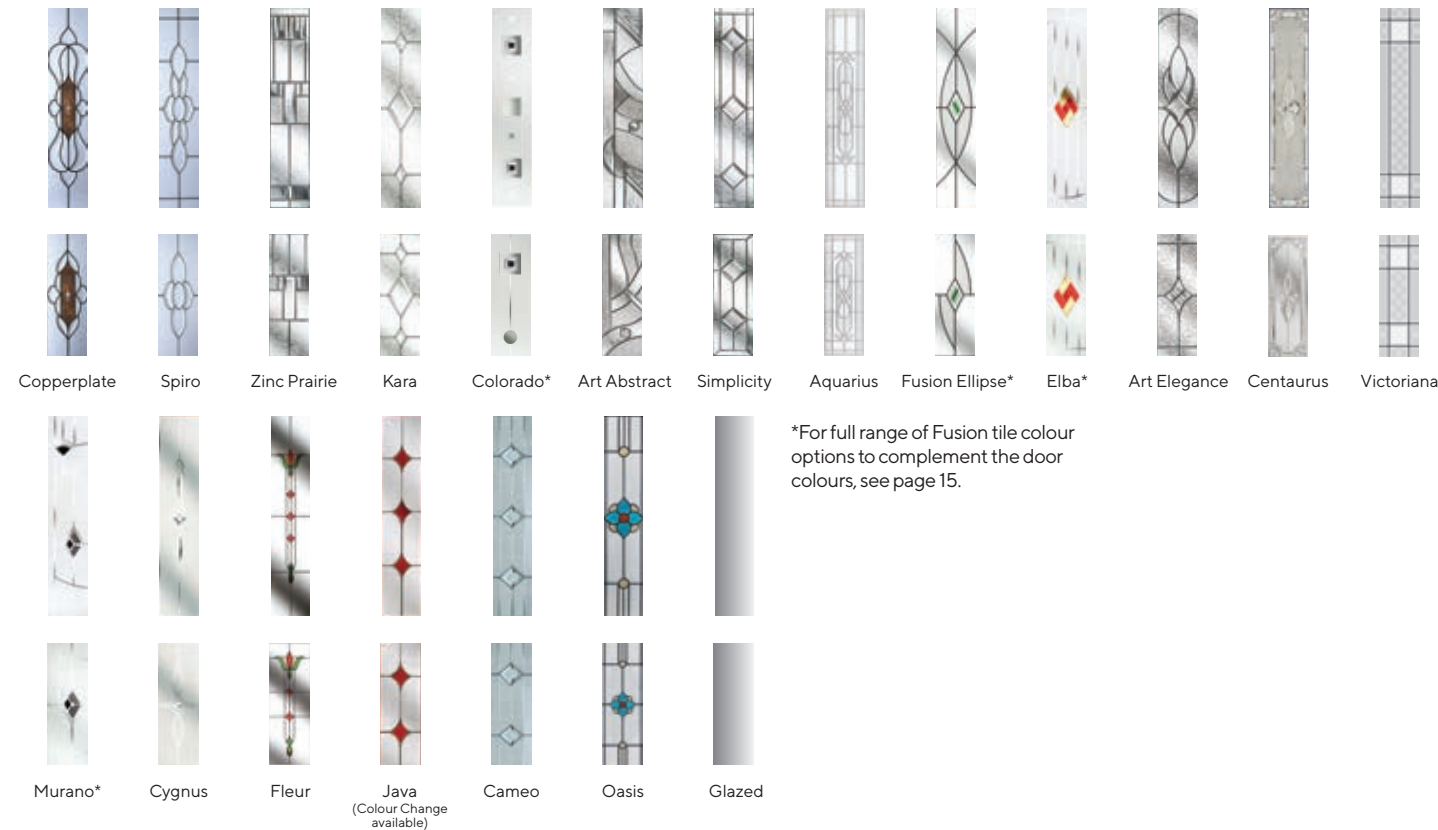 Copperplate Spiro Zinc Prairie Kara Colorado* Art Abstract Simplicity Aquarius Fusion Ellipse* Elba* Art Elegance Centaurus Victoriana
*For full range of Fusion tile colour
options to complement the door
colours, see page 15.
Murano* Cygnus Fleur Java Cameo Oasis Glazed
(Colour Change
available)